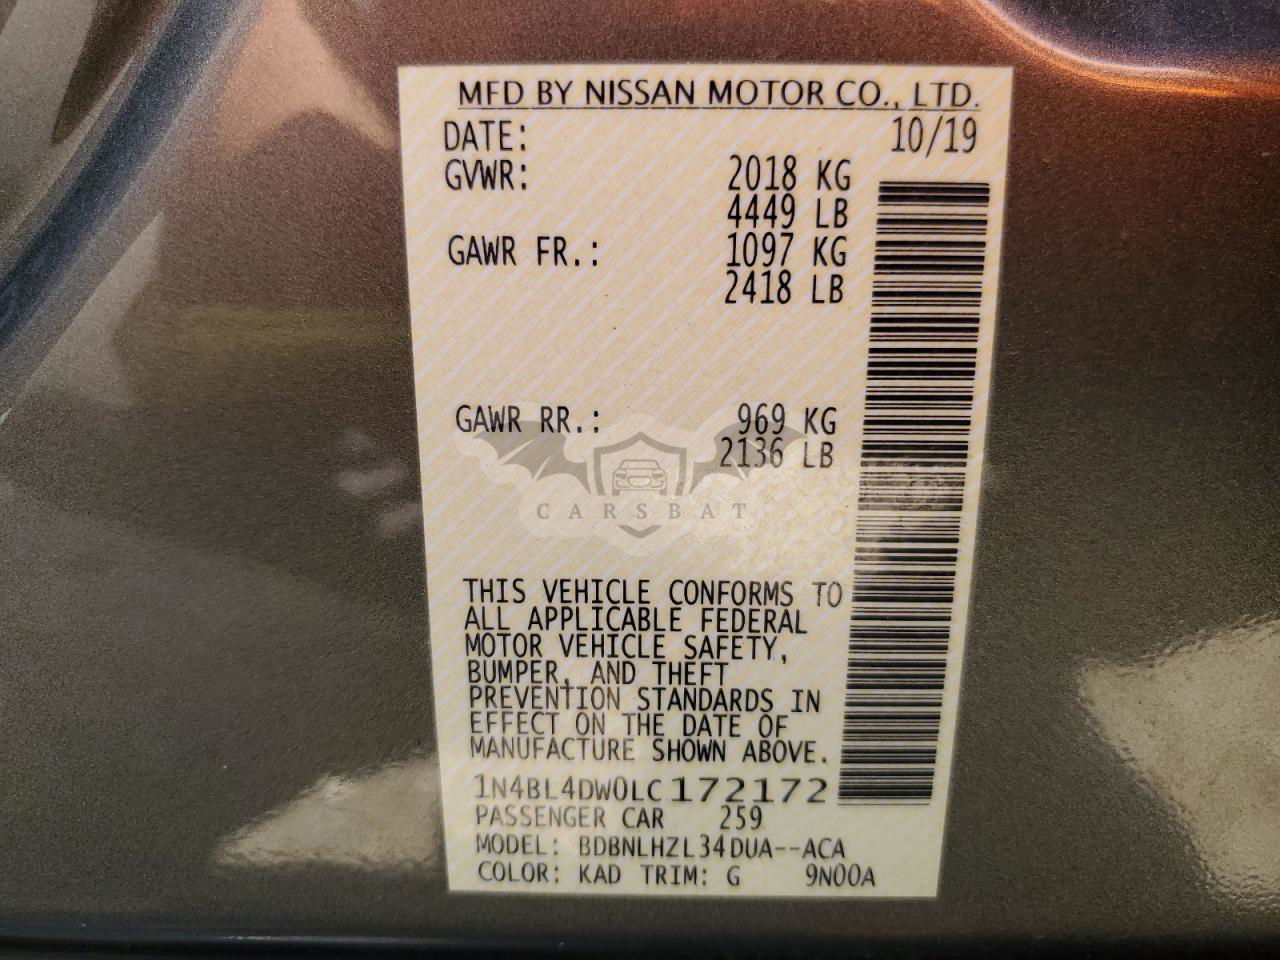 MFD BY NISSAN MOTOR CO., LTD.
DATE: 10/19
GVWR: 2018 KG
4449 LB
GAWR FR.: 1097 KG
2418 LB
GAWR RR.: 969 KG
2136 LB
CARSBAT
THIS VEHICLE CONFORMS TO
ALL APPLICABLE FEDERAL
MOTOR VEHICLE SAFETY,
BUMPER, AND THEFT
PREVENTION STANDARDS IN
EFFECT ON THE DATE OF
MANUFACTURE SHOWN ABOVE.
1N4BL4DW0LC172172
PASSENGER CAR 259
MODEL: BDBNLHZL34DUA--ACA
COLOR: KAD TRIM: G 9N00A